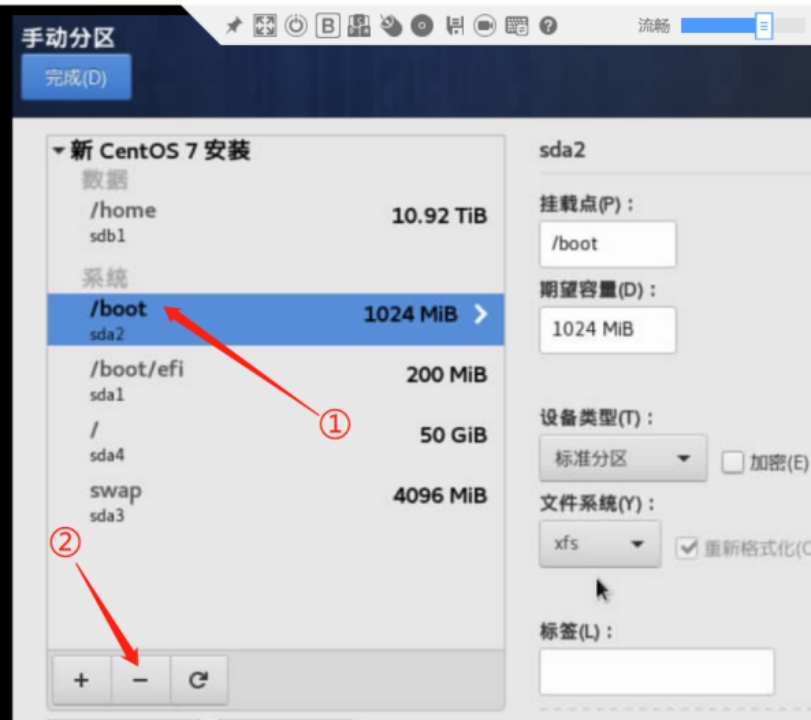 手动分区
B
流畅
完成(D)
新 CentOS 7 安装
数据
/home
10.92 TiB
sdb1
系统
/boot
1024 MiB
sda2
/boot/efi
200 MiB
sda1
①
/
50 GiB
sda4
swap
4096 MiB
sda3
②
+ -
sda2
挂载点(P)：
/boot
期望容量(D)：
1024 MiB
设备类型(T)：
标准分区
加密(E)
文件系统(Y)：
xfs
重新格式化(O
标签(L)：